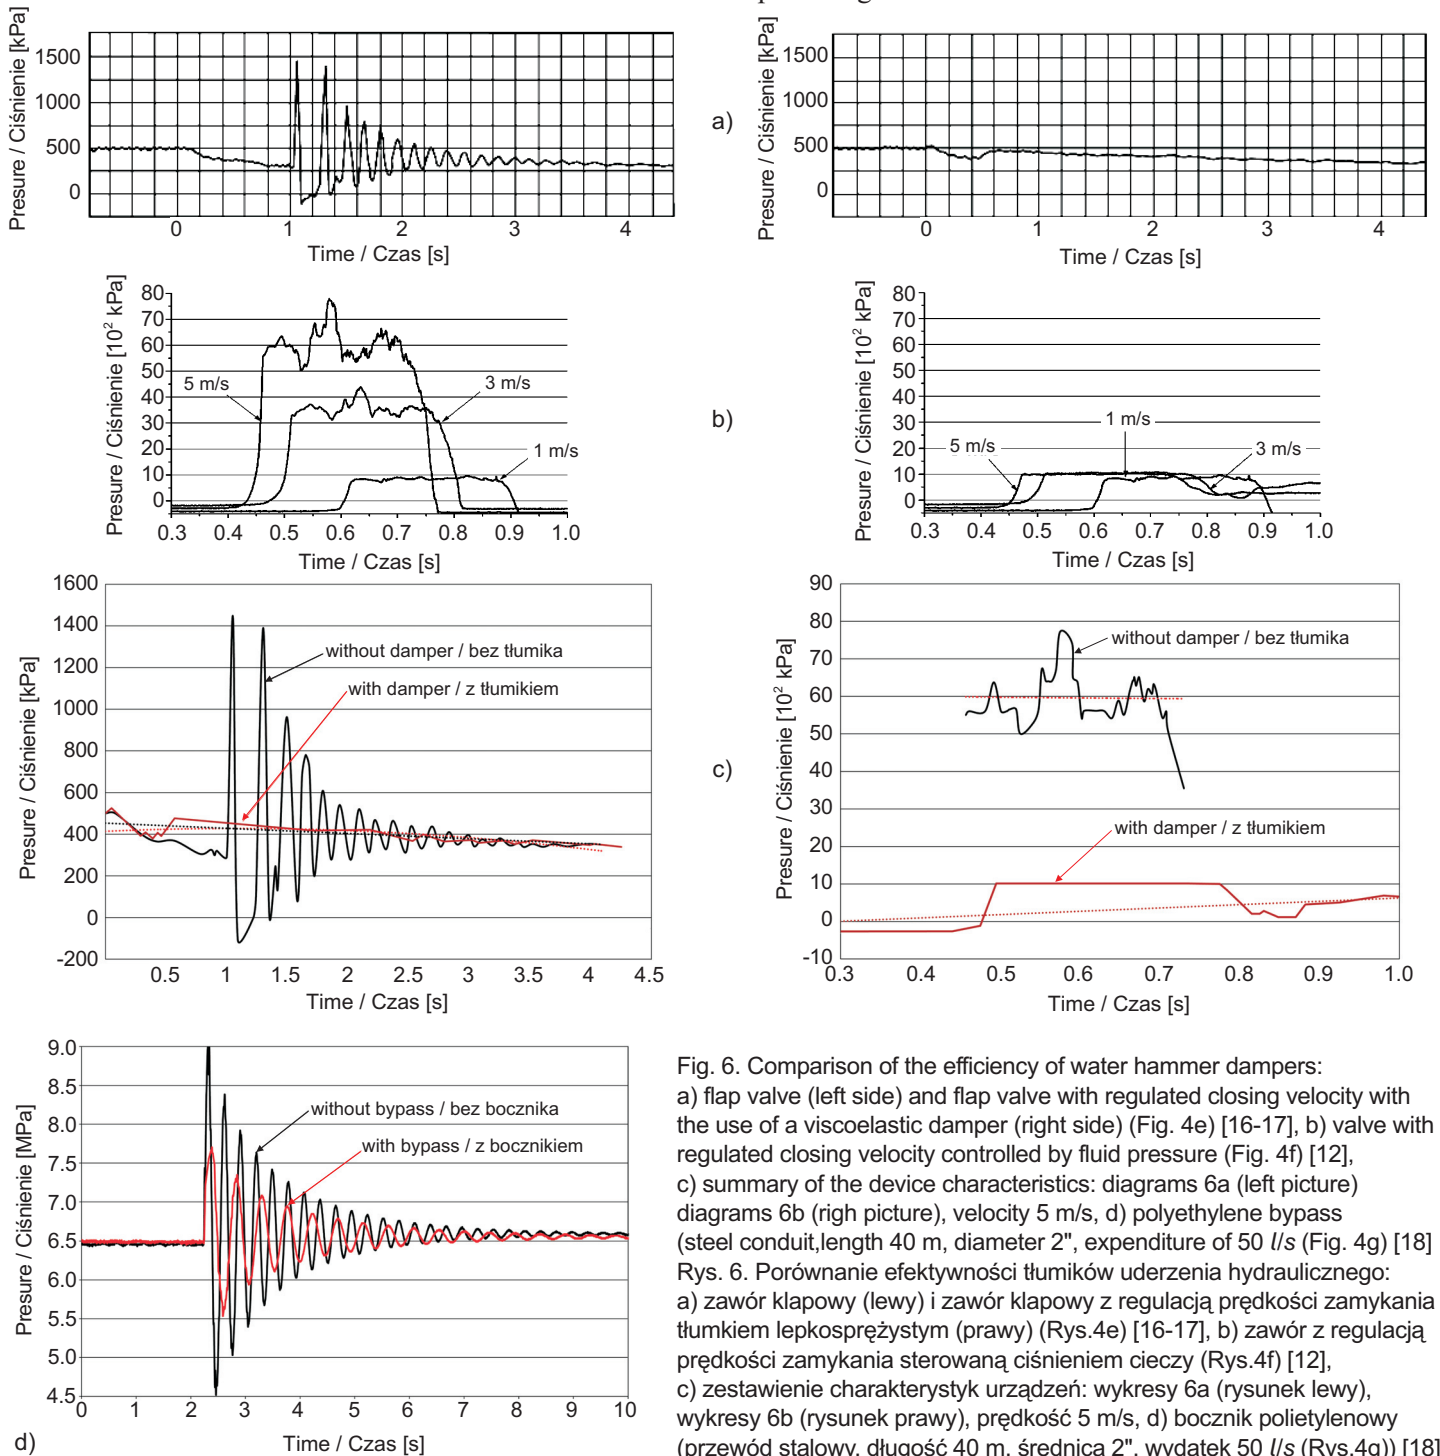 Presure / Ciśnienie [kPa]
1500
1000
500
0
0 1 2 3 4
Time / Czas [s]
a)
Presure / Ciśnienie [kPa]
1500
1000
500
0
0 1 2 3 4
Time / Czas [s]
Presure / Ciśnienie [10² kPa]
80
70
60
50
40
30
20
10
0
5 m/s
3 m/s
1 m/s
0.3 0.4 0.5 0.6 0.7 0.8 0.9 1.0
Time / Czas [s]
b)
Presure / Ciśnienie [10² kPa]
80
70
60
50
40
30
20
10
0
1 m/s
5 m/s
3 m/s
0.3 0.4 0.5 0.6 0.7 0.8 0.9 1.0
Time / Czas [s]
Presure / Ciśnienie [kPa]
1600
1400
1200
1000
800
600
400
200
0
-200
without damper / bez tłumika
with damper / z tłumikiem
0.5 1 1.5 2 2.5 3 3.5 4 4.5
Time / Czas [s]
c)
Presure / Ciśnienie [10² kPa]
90
80
70
60
50
40
30
20
10
0
-10
without damper / bez tłumika
with damper / z tłumikiem
0.3 0.4 0.5 0.6 0.7 0.8 0.9 1.0
Time / Czas [s]
Presure / Ciśnienie [MPa]
9.0
8.5
8.0
7.5
7.0
6.5
6.0
5.5
5.0
4.5
without bypass / bez bocznika
with bypass / z bocznikiem
0 1 2 3 4 5 6 7 8 9 10
d)
Time / Czas [s]
Fig. 6. Comparison of the efficiency of water hammer dampers:
a) flap valve (left side) and flap valve with regulated closing velocity with
the use of a viscoelastic damper (right side) (Fig. 4e) [16-17], b) valve with
regulated closing velocity controlled by fluid pressure (Fig. 4f) [12],
c) summary of the device characteristics: diagrams 6a (left picture)
diagrams 6b (righ picture), velocity 5 m/s, d) polyethylene bypass
(steel conduit,length 40 m, diameter 2", expenditure of 50 l/s (Fig. 4g) [18]
Rys. 6. Porównanie efektywności tłumików uderzenia hydraulicznego:
a) zawór klapowy (lewy) i zawór klapowy z regulacją prędkości zamykania
tłumkiem lepkosprężystym (prawy) (Rys.4e) [16-17], b) zawór z regulacją
prędkości zamykania sterowaną ciśnieniem cieczy (Rys.4f) [12],
c) zestawienie charakterystyk urządzeń: wykresy 6a (rysunek lewy),
wykresy 6b (rysunek prawy), prędkość 5 m/s, d) bocznik polietylenowy
(przewód stalowy, długość 40 m, średnica 2", wydatek 50 l/s (Rys.4g)) [18]